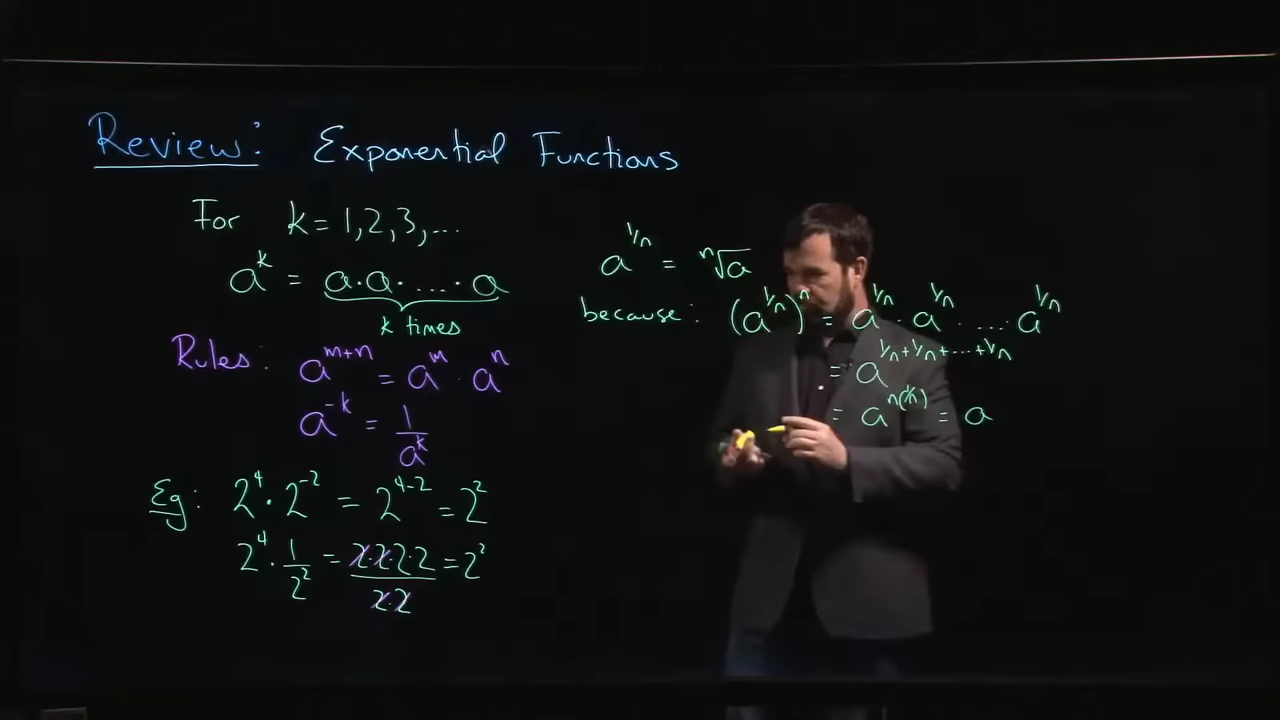 Review: Exponential Functions
For k = 1,2,3,...
a^k = a·a·....·a
k times
Rules: a^{m+n} = a^m · a^n
a^{-k} = 1/a^k
Eg: 2^4 · 2^{-2} = 2^{4-2} = 2^2
2^4 · 1/2^2 = 2·2·2·2/2·2 = 2^2
a^{1/n} = ⁿ√a
because: (a^{1/n})^n = a^{1/n} · a^{1/n} · .... · a^{1/n}
= a^{1/n+1/n+...+1/n}
= a^{n(1/n)} = a